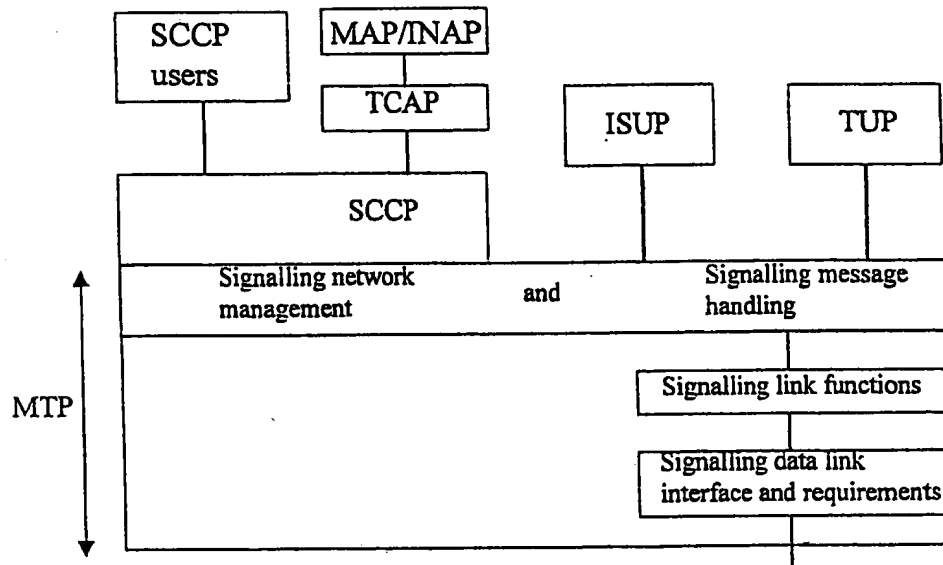 SCCP
users
MAP/INAP
TCAP
ISUP
TUP
SCCP
Signalling network
management
and
Signalling message
handling
MTP
Signalling link functions
Signalling data link
interface and requirements